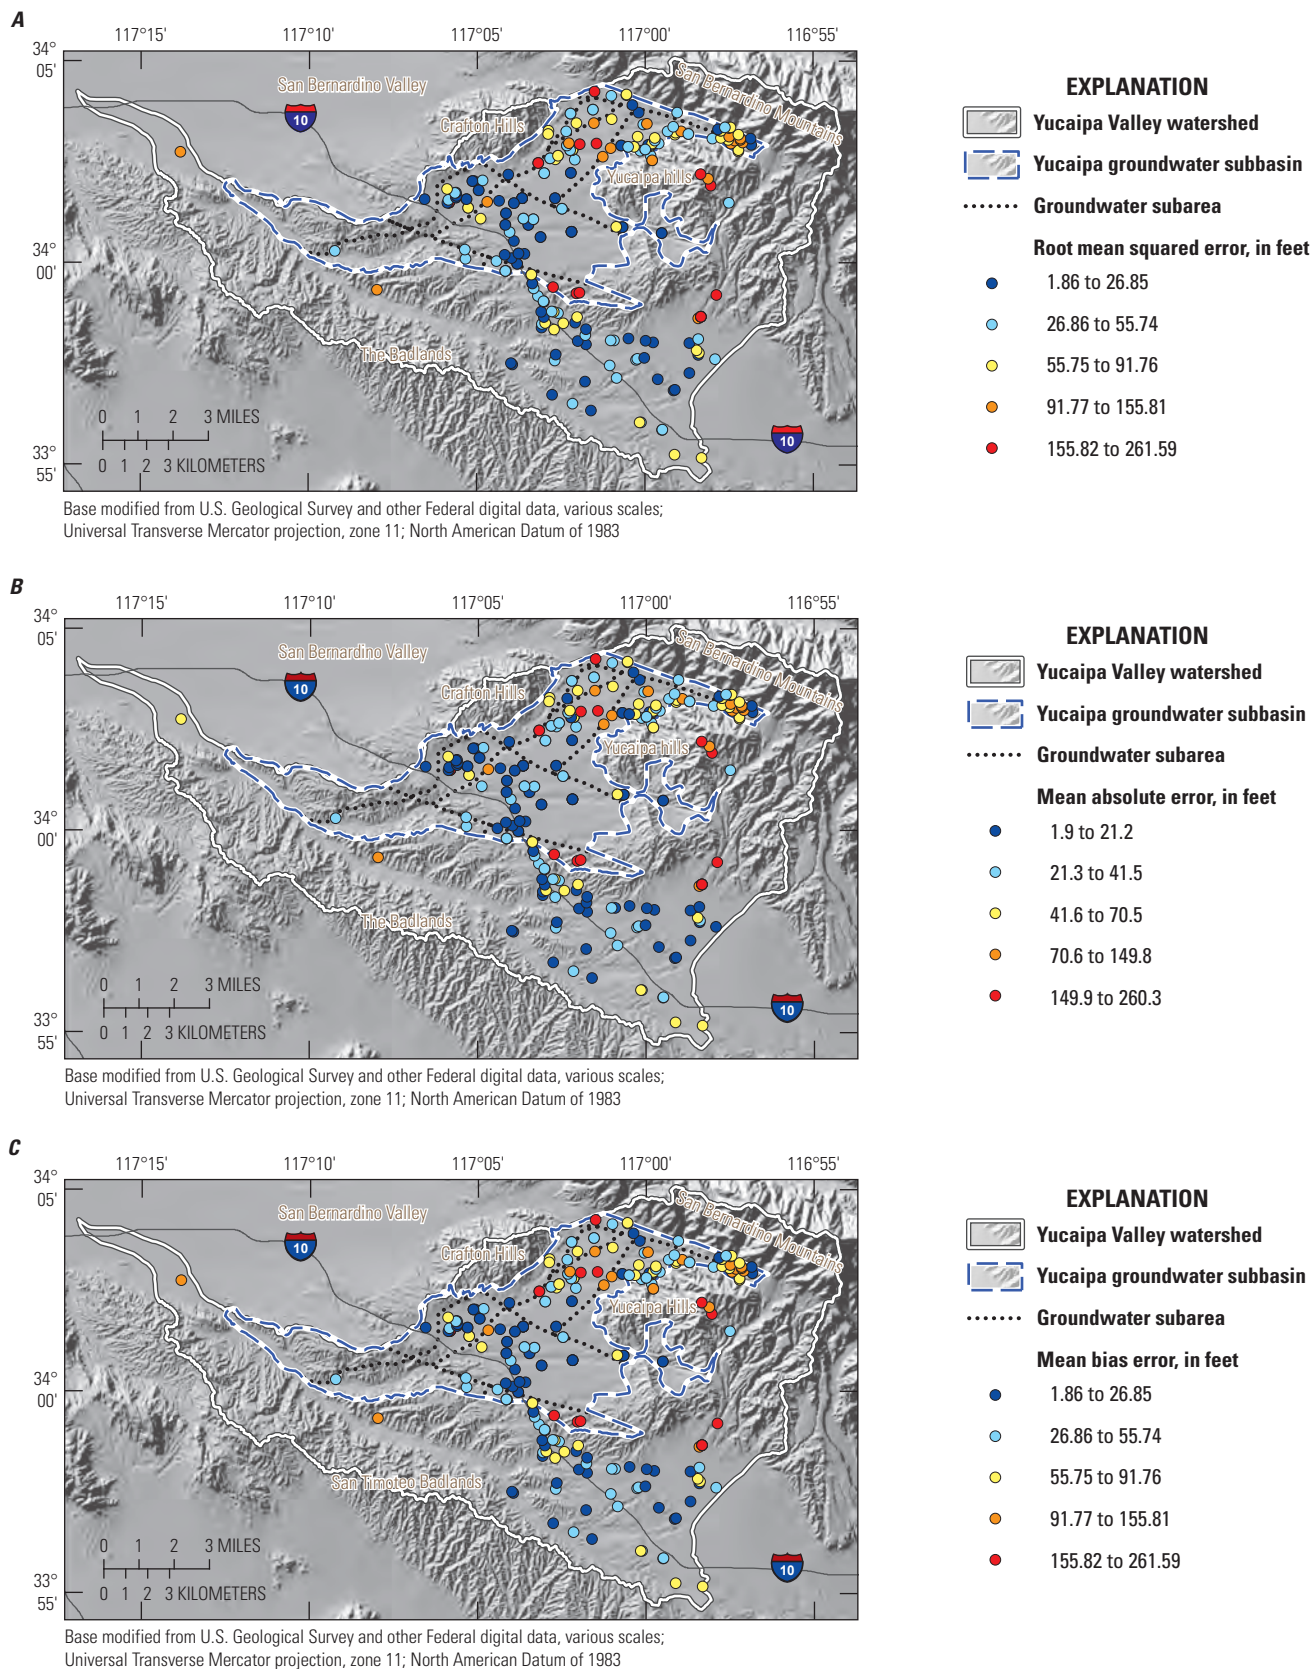 A
117°15' 117°10' 117°05' 117°00' 116°55'
34°
05'
San Bernardino Valley
San Bernardino Mountains
10
Crafton Hills
Yucaipa hills
34°
00'
The Badlands
0 1 2 3 MILES
0 1 2 3 KILOMETERS
10
33°
55'
Base modified from U.S. Geological Survey and other Federal digital data, various scales;
Universal Transverse Mercator projection, zone 11; North American Datum of 1983
EXPLANATION
Yucaipa Valley watershed
Yucaipa groundwater subbasin
Groundwater subarea
Root mean squared error, in feet
1.86 to 26.85
26.86 to 55.74
55.75 to 91.76
91.77 to 155.81
155.82 to 261.59
B
117°15' 117°10' 117°05' 117°00' 116°55'
34°
05'
San Bernardino Valley
San Bernardino Mountains
10
Crafton Hills
Yucaipa hills
34°
00'
The Badlands
0 1 2 3 MILES
0 1 2 3 KILOMETERS
10
33°
55'
Base modified from U.S. Geological Survey and other Federal digital data, various scales;
Universal Transverse Mercator projection, zone 11; North American Datum of 1983
EXPLANATION
Yucaipa Valley watershed
Yucaipa groundwater subbasin
Groundwater subarea
Mean absolute error, in feet
1.9 to 21.2
21.3 to 41.5
41.6 to 70.5
70.6 to 149.8
149.9 to 260.3
C
117°15' 117°10' 117°05' 117°00' 116°55'
34°
05'
San Bernardino Valley
San Bernardino Mountains
10
Crafton Hills
Yucaipa Hills
34°
00'
San Timoteo Badlands
0 1 2 3 MILES
0 1 2 3 KILOMETERS
10
33°
55'
Base modified from U.S. Geological Survey and other Federal digital data, various scales;
Universal Transverse Mercator projection, zone 11; North American Datum of 1983
EXPLANATION
Yucaipa Valley watershed
Yucaipa groundwater subbasin
Groundwater subarea
Mean bias error, in feet
1.86 to 26.85
26.86 to 55.74
55.75 to 91.76
91.77 to 155.81
155.82 to 261.59